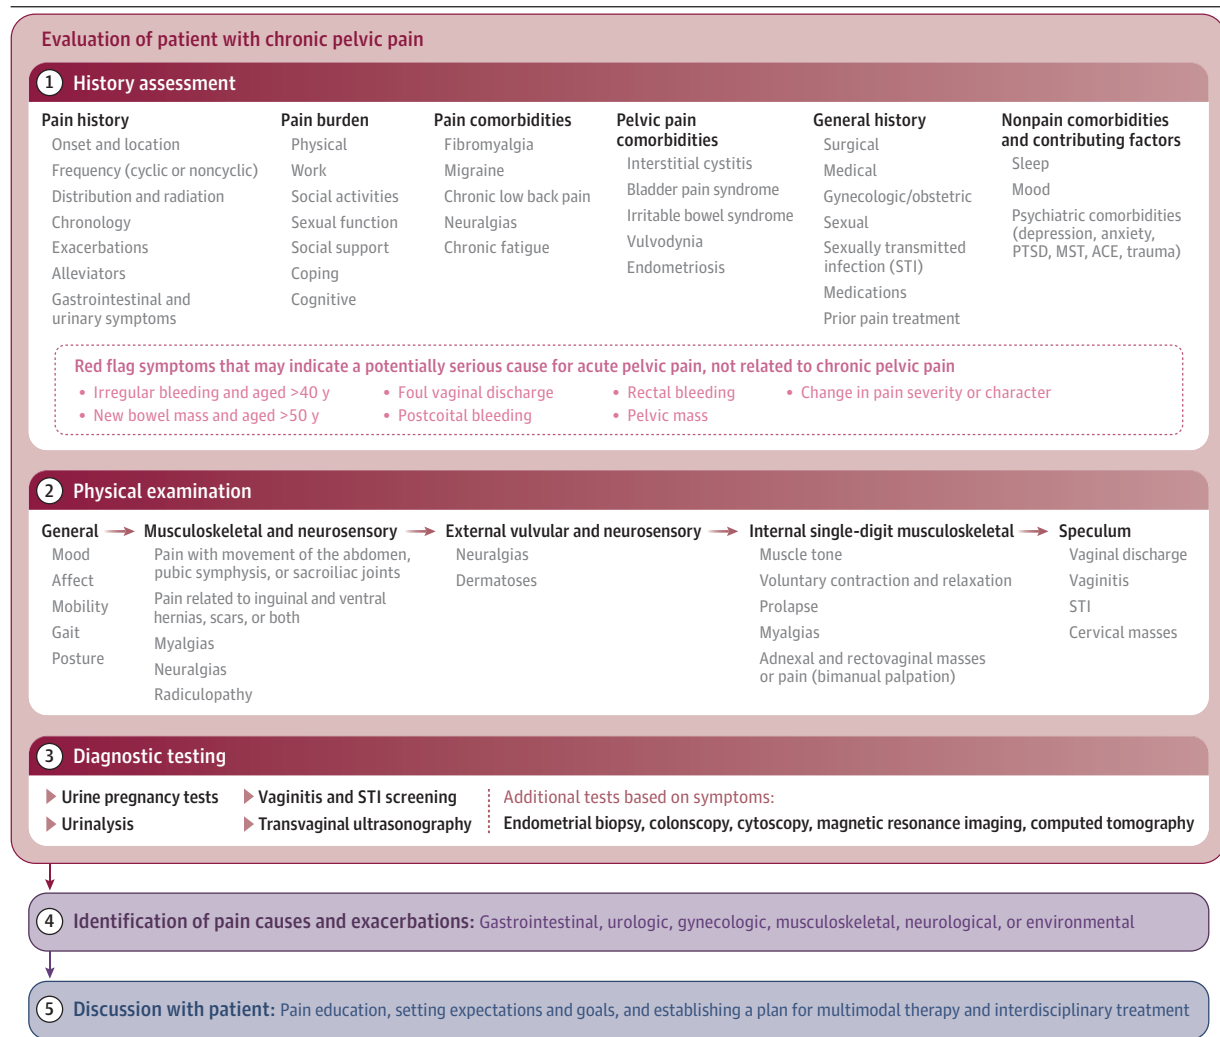 Evaluation of patient with chronic pelvic pain
1 History assessment
Pain history
Onset and location
Frequency (cyclic or noncyclic)
Distribution and radiation
Chronology
Exacerbations
Alleviators
Gastrointestinal and
urinary symptoms
Pain burden
Physical
Work
Social activities
Sexual function
Social support
Coping
Cognitive
Pain comorbidities
Fibromyalgia
Migraine
Chronic low back pain
Neuralgias
Chronic fatigue
Pelvic pain
comorbidities
Interstitial cystitis
Bladder pain syndrome
Irritable bowel syndrome
Vulvodynia
Endometriosis
General history
Surgical
Medical
Gynecologic/obstetric
Sexual
Sexually transmitted
infection (STI)
Medications
Prior pain treatment
Nonpain comorbidities
and contributing factors
Sleep
Mood
Psychiatric comorbidities
(depression, anxiety,
PTSD, MST, ACE, trauma)
Red flag symptoms that may indicate a potentially serious cause for acute pelvic pain, not related to chronic pelvic pain
• Irregular bleeding and aged >40 y
• New bowel mass and aged >50 y
• Foul vaginal discharge
• Postcoital bleeding
• Rectal bleeding
• Pelvic mass
• Change in pain severity or character
2 Physical examination
General
Mood
Affect
Mobility
Gait
Posture
Musculoskeletal and neurosensory
Pain with movement of the abdomen,
pubic symphysis, or sacroiliac joints
Pain related to inguinal and ventral
hernias, scars, or both
Myalgias
Neuralgias
Radiculopathy
External vulvular and neurosensory
Neuralgias
Dermatoses
Internal single-digit musculoskeletal
Muscle tone
Voluntary contraction and relaxation
Prolapse
Myalgias
Adnexal and rectovaginal masses
or pain (bimanual palpation)
Speculum
Vaginal discharge
Vaginitis
STI
Cervical masses
3 Diagnostic testing
Urine pregnancy tests
Urinalysis
Vaginitis and STI screening
Transvaginal ultrasonography
Additional tests based on symptoms:
Endometrial biopsy, colonscopy, cytoscopy, magnetic resonance imaging, computed tomography
4 Identification of pain causes and exacerbations: Gastrointestinal, urologic, gynecologic, musculoskeletal, neurological, or environmental
5 Discussion with patient: Pain education, setting expectations and goals, and establishing a plan for multimodal therapy and interdisciplinary treatment